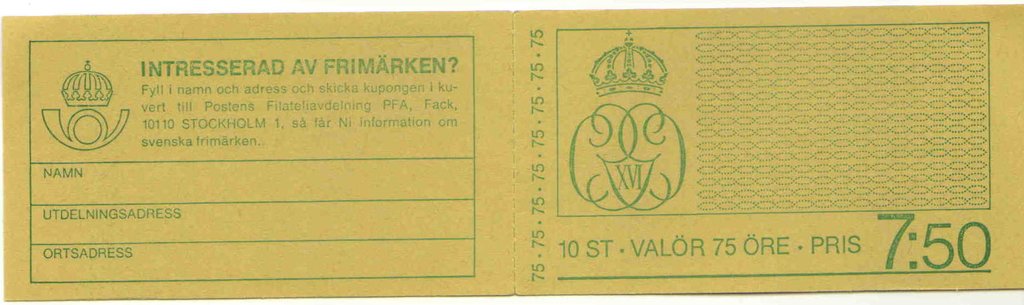 INTRESSERAD AV FRIMÄRKEN?
Fyll i namn och adress och skicka kupongen i ku-
vert till Postens Filateliavdelning PFA, Fack,
10110 STOCKHOLM 1, så får Ni information om
svenska frimärken.
NAMN
UTDELNINGSADRESS
ORTSADRESS
75 · 75 · 75 · 75 · 75 · 75 · 75
XVI
10 ST · VALÖR 75 ÖRE · PRIS 7:50